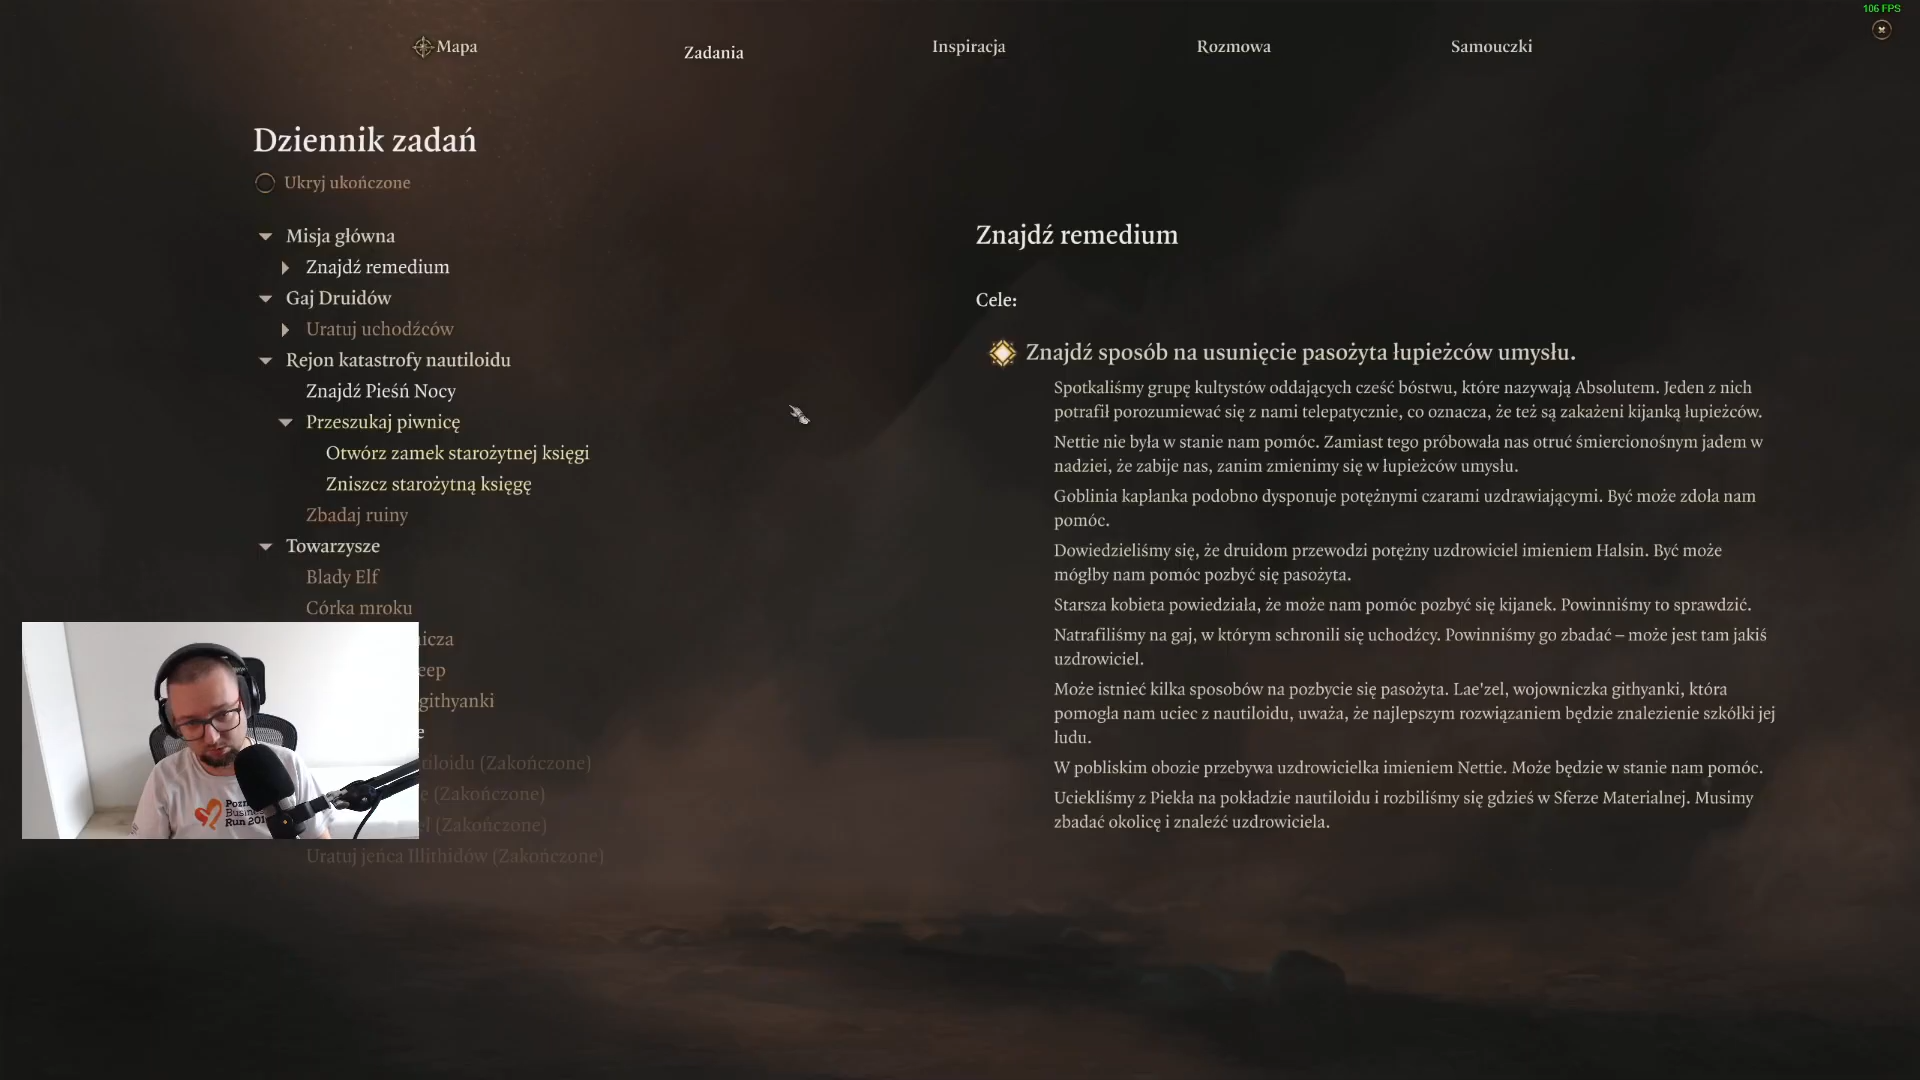 106 FPS
Mapa
Zadania
Inspiracja
Rozmowa
Samouczki
Dziennik zadań
Ukryj ukończone
Misja główna
Znajdź remedium
Gaj Druidów
Uratuj uchodźców
Rejon katastrofy nautiloidu
Znajdź Pieśń Nocy
Przeszukaj piwnicę
Otwórz zamek starożytnej księgi
Zniszcz starożytną księgę
Zbadaj ruiny
Towarzysze
Blady Elf
Córka mroku
icza
eep
githyanki
e
tiloidu (Zakończone)
e (Zakończone)
el (Zakończone)
Uratuj jeńca Illithidów (Zakończone)
Znajdź remedium
Cele:
Znajdź sposób na usunięcie pasożyta łupieżców umysłu.
Spotkaliśmy grupę kultystów oddających cześć bóstwu, które nazywają Absolutem. Jeden z nich
potrafił porozumiewać się z nami telepatycznie, co oznacza, że też są zakażeni kijanką łupieżców.
Nettie nie była w stanie nam pomóc. Zamiast tego próbowała nas otruć śmiercionośnym jadem w
nadziei, że zabije nas, zanim zmienimy się w łupieżców umysłu.
Goblinia kapłanka podobno dysponuje potężnymi czarami uzdrawiającymi. Być może zdoła nam
pomóc.
Dowiedzieliśmy się, że druidom przewodzi potężny uzdrowiciel imieniem Halsin. Być może
mógłby nam pomóc pozbyć się pasożyta.
Starsza kobieta powiedziała, że może nam pomóc pozbyć się kijanek. Powinniśmy to sprawdzić.
Natrafiliśmy na gaj, w którym schronili się uchodźcy. Powinniśmy go zbadać – może jest tam jakiś
uzdrowiciel.
Może istnieć kilka sposobów na pozbycie się pasożyta. Lae'zel, wojowniczka githyanki, która
pomogła nam uciec z nautiloidu, uważa, że najlepszym rozwiązaniem będzie znalezienie szkółki jej
ludu.
W pobliskim obozie przebywa uzdrowicielka imieniem Nettie. Może będzie w stanie nam pomóc.
Uciekliśmy z Piekła na pokładzie nautiloidu i rozbiliśmy się gdzieś w Sferze Materialnej. Musimy
zbadać okolicę i znaleźć uzdrowiciela.
Business
Run 201